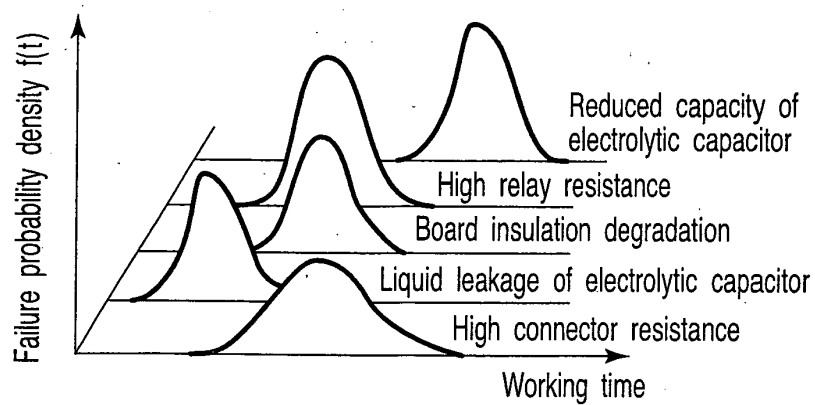 Failure probability density f(t)
Reduced capacity of
electrolytic capacitor
High relay resistance
Board insulation degradation
Liquid leakage of electrolytic capacitor
High connector resistance
Working time